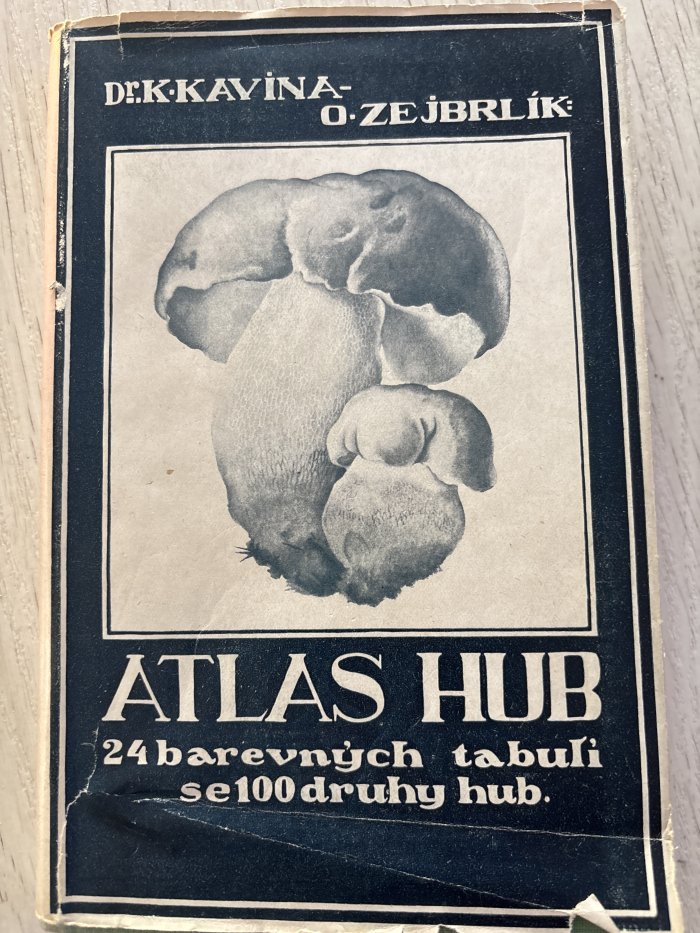 Dr. K. KAVINA-
O. ZEJBRLÍK:
ATLAS HUB
24 barevných tabulí
se 100 druhy hub.